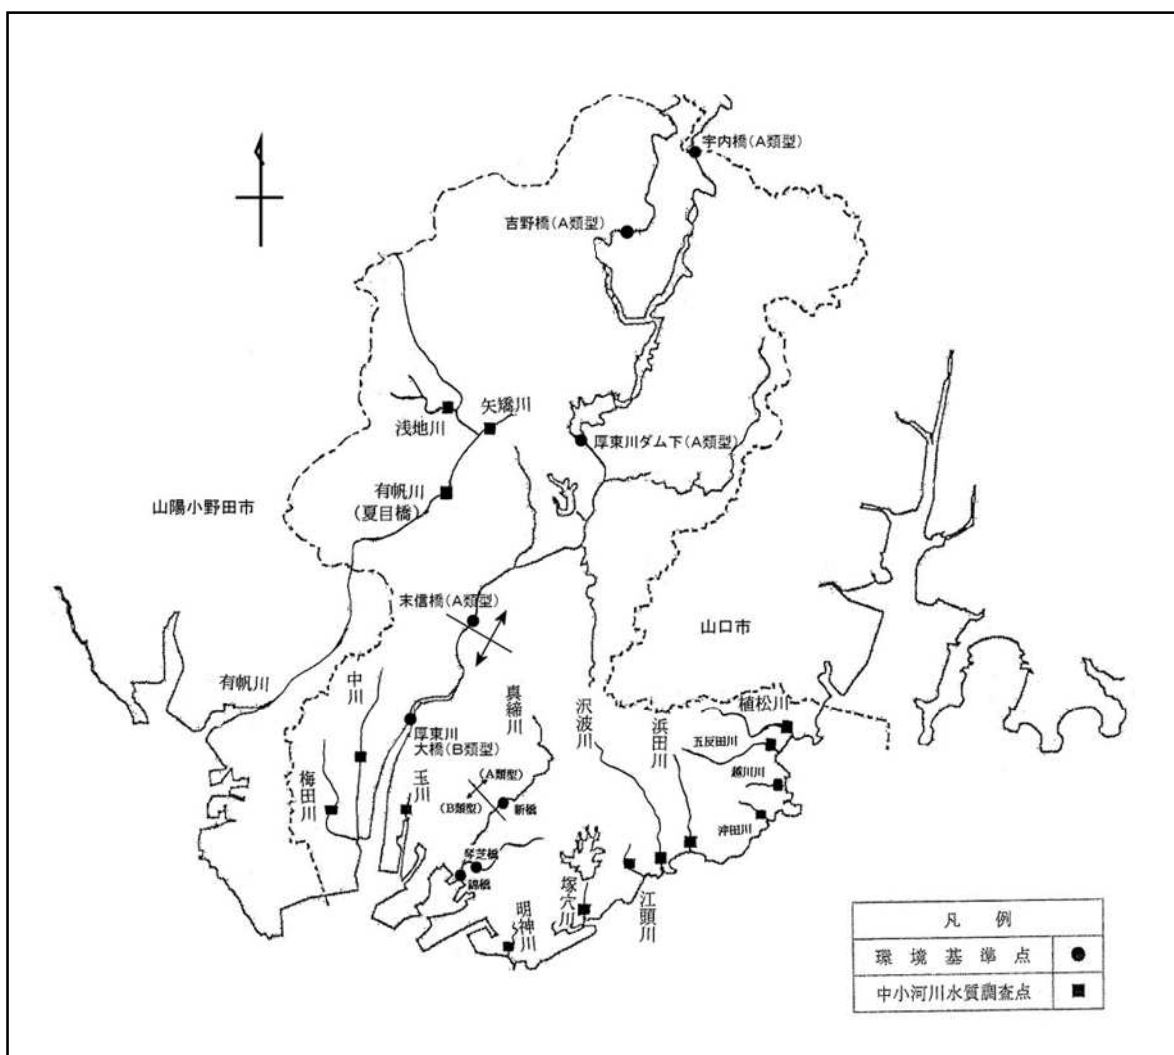 宇内橋(A類型)
吉野橋(A類型)
矢矯川
浅地川
厚東川ダム下(A類型)
有帆川
(夏目橋)
山陽小野田市
末信橋(A類型)
山口市
有帆川
中川
真締川
沢波川
浜田川
植松川
五反田川
越川川
沖田川
厚東川
大橋(B類型)
梅田川
玉川
(A類型)
(B類型)
新橋
琴芝橋
錦橋
塚穴川
江頭川
明神川
凡 例
環 境 基 準 点
中小河川水質調査点